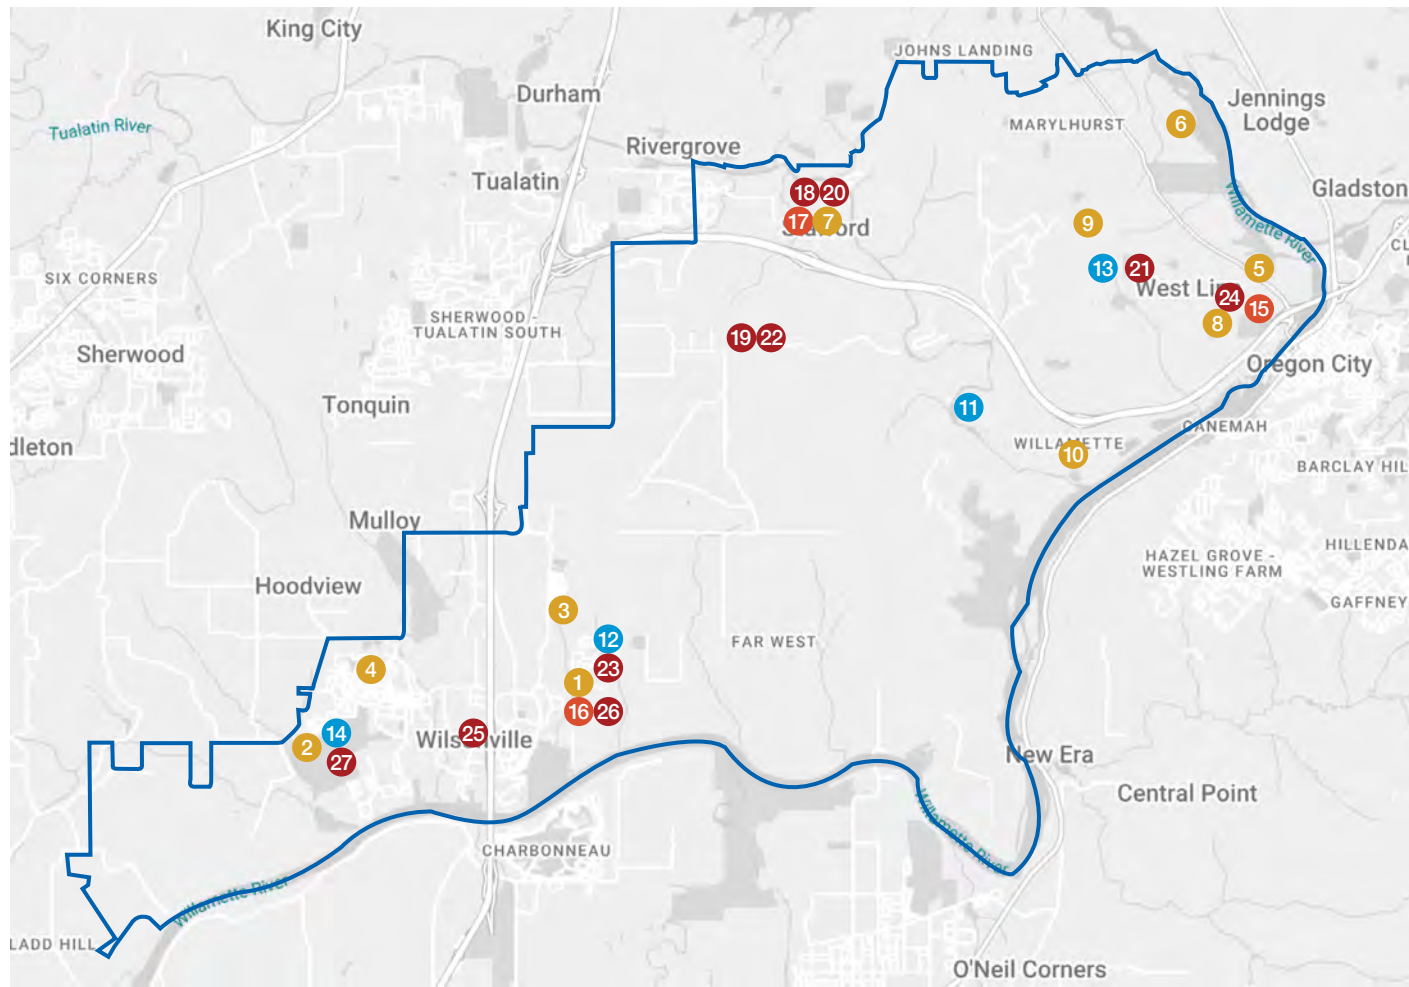 King City
JOHNS LANDING
Durham
Jennings
Lodge
Tualatin River
MARYLHURST
6
Rivergrove
Tualatin
18
20
Gladston
17
7
9
Willamette River
SIX CORNERS
13
21
5
West Linn
24
15
8
SHERWOOD -
TUALATIN SOUTH
19
22
Sherwood
Oregon City
Tonquin
11
CANEMAH
WILLAMETTE
10
dleton
BARCLAY HIL
Mulloy
HILLENDA
HAZEL GROVE -
WESTLING FARM
Hoodview
GAFFNEY
3
12
FAR WEST
4
23
1
16
26
14
25
Wilsonville
2
27
New Era
Central Point
Willamette River
CHARBONNEAU
Willamette River
LADD HILL
O'Neil Corners